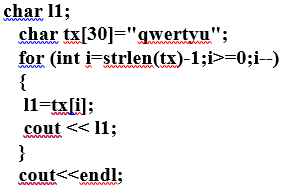 char l1;
char tx[30]="qwertyu";
for (int i=strlen(tx)-1;i>=0;i--)
{
l1=tx[i];
cout << l1;
}
cout<<endl;